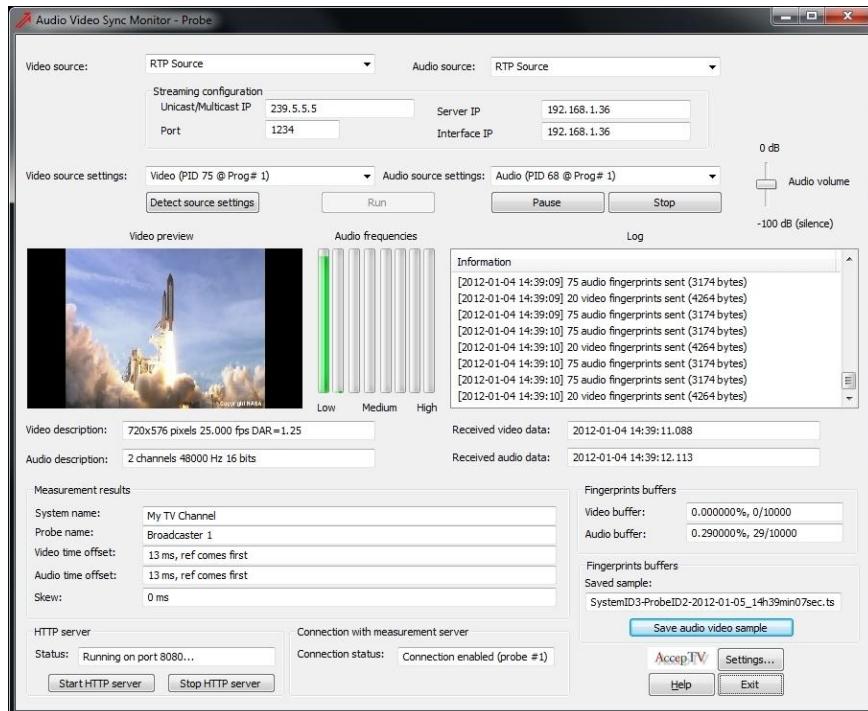 Audio Video Sync Monitor - Probe
Video source: RTP Source Audio source: RTP Source
Streaming configuration
Unicast/Multicast IP 239.5.5.5 Server IP 192.168.1.36
Port 1234 Interface IP 192.168.1.36
0 dB
Video source settings: Video (PID 75 @ Prog# 1) Audio source settings: Audio (PID 68 @ Prog# 1) Audio volume
Detect source settings Run Pause Stop
-100 dB (silence)
Video preview Audio frequencies Log
Information
[2012-01-04 14:39:09] 75 audio fingerprints sent (3174 bytes)
[2012-01-04 14:39:09] 20 video fingerprints sent (4264 bytes)
[2012-01-04 14:39:09] 75 audio fingerprints sent (3174 bytes)
[2012-01-04 14:39:10] 75 audio fingerprints sent (3174 bytes)
[2012-01-04 14:39:10] 20 video fingerprints sent (4264 bytes)
[2012-01-04 14:39:10] 75 audio fingerprints sent (3174 bytes)
[2012-01-04 14:39:10] 75 audio fingerprints sent (3174 bytes)
[2012-01-04 14:39:10] 20 video fingerprints sent (4264 bytes)
Copyright NASA
Low Medium High
Video description: 720x576 pixels 25.000 fps DAR=1.25 Received video data: 2012-01-04 14:39:11.088
Audio description: 2 channels 48000 Hz 16 bits Received audio data: 2012-01-04 14:39:12.113
Measurement results
System name: My TV Channel
Probe name: Broadcaster 1
Video time offset: 13 ms, ref comes first
Audio time offset: 13 ms, ref comes first
Skew: 0 ms
Fingerprints buffers
Video buffer: 0.000000%, 0/10000
Audio buffer: 0.290000%, 29/10000
Fingerprints buffers
Saved sample:
SystemID3-ProbeID2-2012-01-05_14h39min07sec.ts
Save audio video sample
HTTP server
Status: Running on port 8080...
Start HTTP server Stop HTTP server
Connection with measurement server
Connection status: Connection enabled (probe #1)
AccepTV Settings...
Help Exit